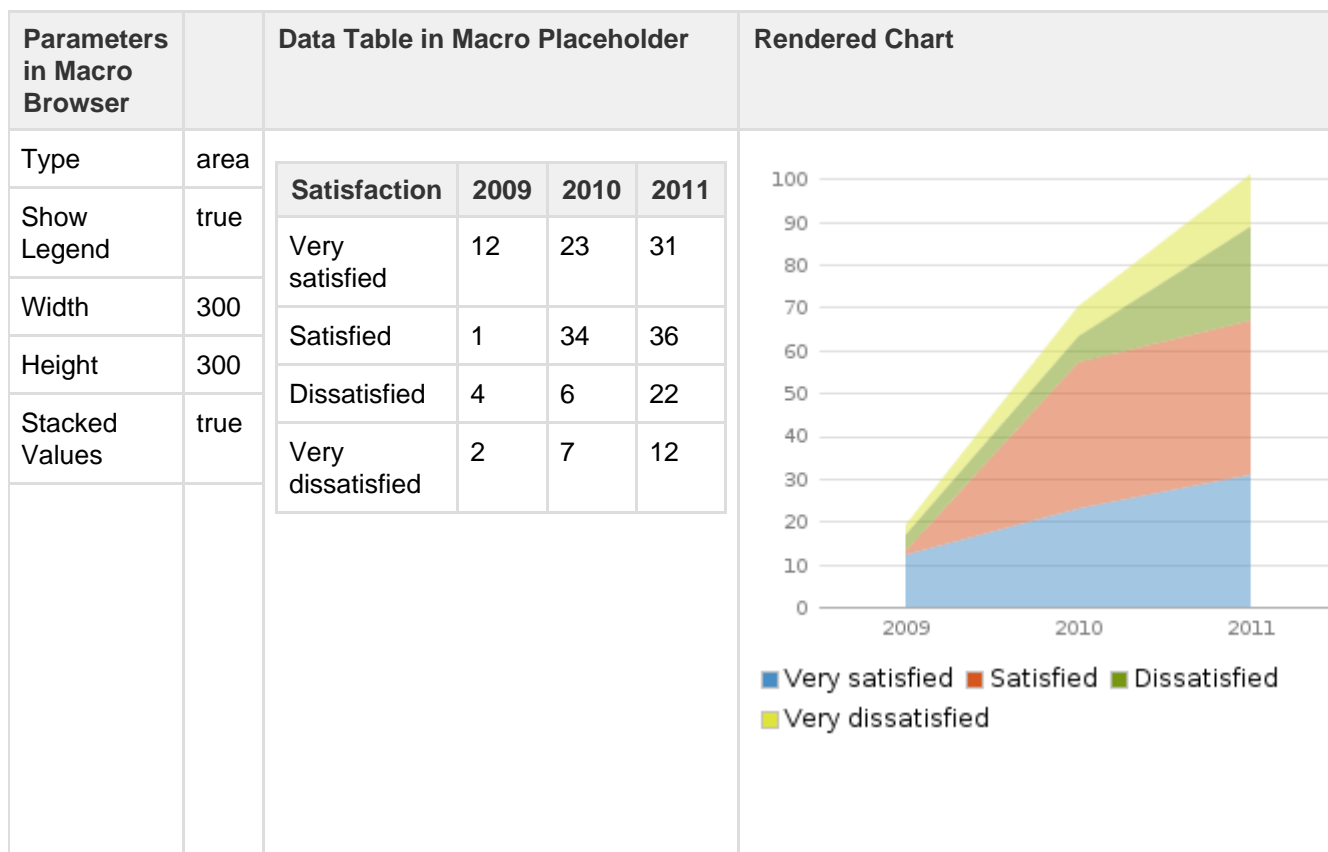 Parameters
in Macro
Browser
Data Table in Macro Placeholder
Rendered Chart
Type area
Show
Legend
true
Width 300
Height 300
Stacked
Values
true
Satisfaction 2009 2010 2011
Very
satisfied
12 23 31
Satisfied 1 34 36
Dissatisfied 4 6 22
Very
dissatisfied
2 7 12
100
90
80
70
60
50
40
30
20
10
0
2009 2010 2011
Very satisfied Satisfied Dissatisfied
Very dissatisfied